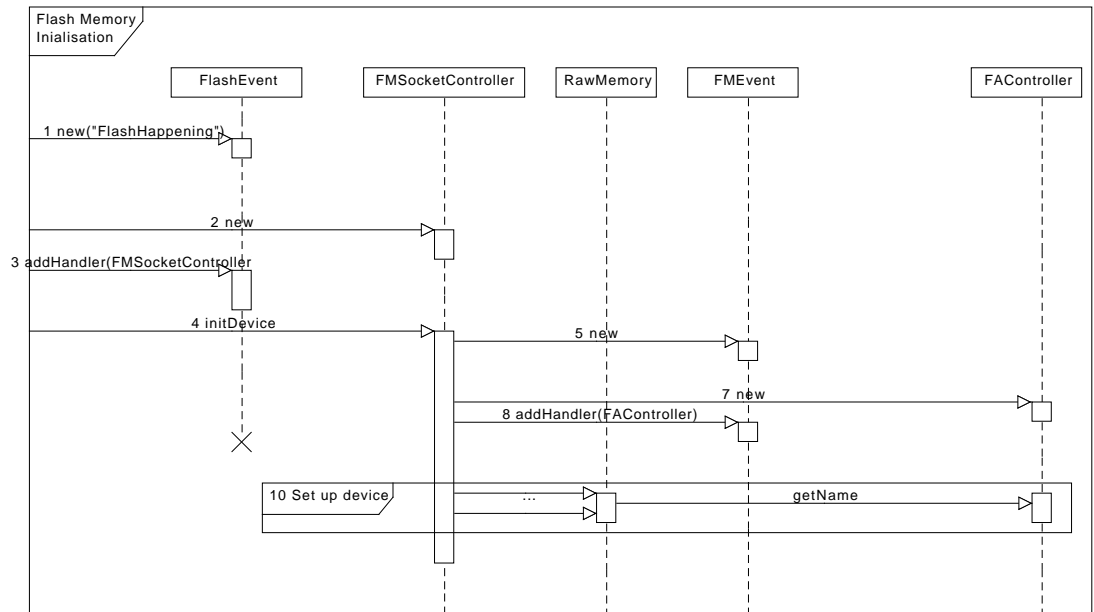 Flash Memory
Inialisation
FlashEvent
FMSocketController
RawMemory
FMEvent
FAController
1 new("FlashHappening")
2 new
3 addHandler(FMSocketController
4 initDevice
5 new
7 new
8 addHandler(FAController)
10 Set up device
...
getName